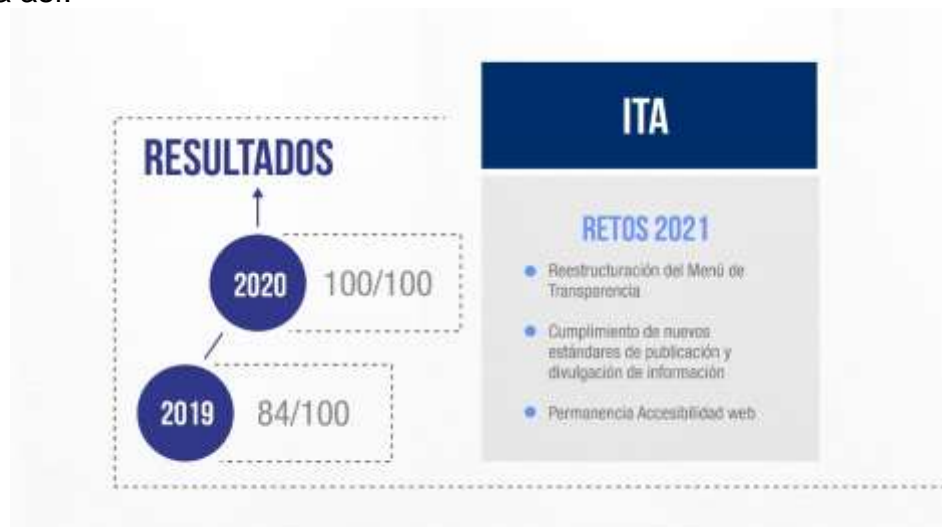 RESULTADOS
2020
100/100
2019
84/100
ITA
RETOS 2021
Reestructuración del Menú de
Transparencia
Cumplimiento de nuevos
estándares de publicación y
divulgación de información
Permanencia Accesibilidad web